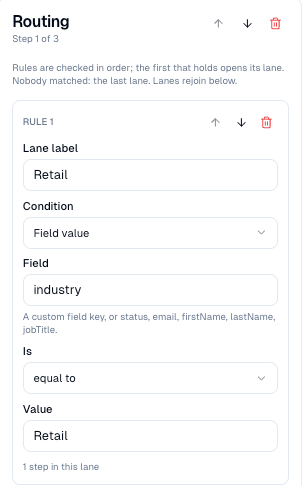 Routing
Step 1 of 3
Rules are checked in order; the first that holds opens its lane.
Nobody matched: the last lane. Lanes rejoin below.
RULE 1
Lane label
Retail
Condition
Field value
Field
industry
A custom field key, or status, email, firstName, lastName,
jobTitle.
Is
equal to
Value
Retail
1 step in this lane